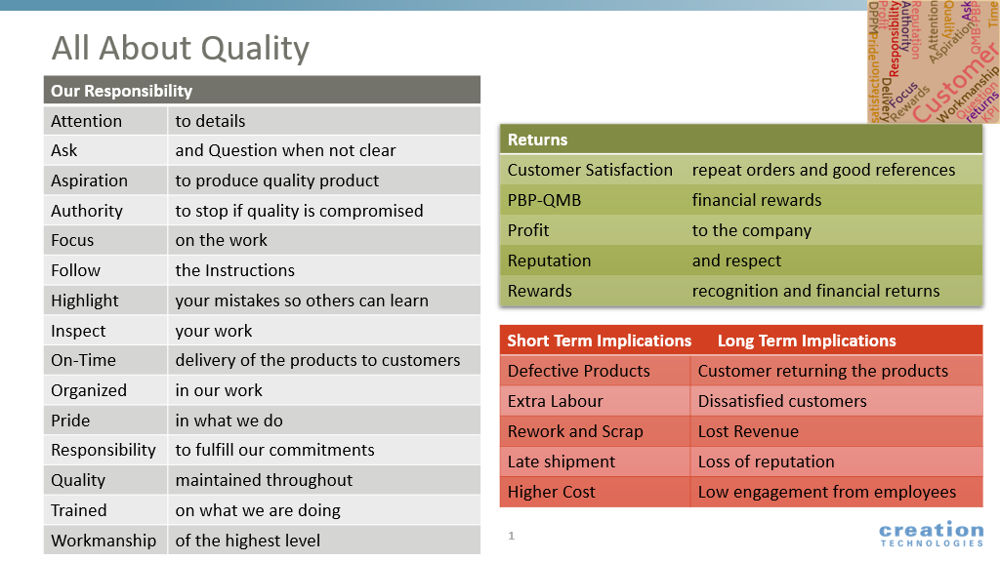 All About Quality
Our Responsibility
Attention to details
Ask and Question when not clear
Aspiration to produce quality product
Authority to stop if quality is compromised
Focus on the work
Follow the Instructions
Highlight your mistakes so others can learn
Inspect your work
On-Time delivery of the products to customers
Organized in our work
Pride in what we do
Responsibility to fulfill our commitments
Quality maintained throughout
Trained on what we are doing
Workmanship of the highest level
DPPM
Profit
Responsibility
Authority
Reputation
Attention
Quality
Ask
Time
Pride
Aspiration
QMB-PBP
satisfaction
Delivery
Focus
Rewards
Customer
Workmanship
Question
returns
KPI
Returns
Customer Satisfaction repeat orders and good references
PBP-QMB financial rewards
Profit to the company
Reputation and respect
Rewards recognition and financial returns
Short Term Implications Long Term Implications
Defective Products Customer returning the products
Extra Labour Dissatisfied customers
Rework and Scrap Lost Revenue
Late shipment Loss of reputation
Higher Cost Low engagement from employees
1
creation
TECHNOLOGIES